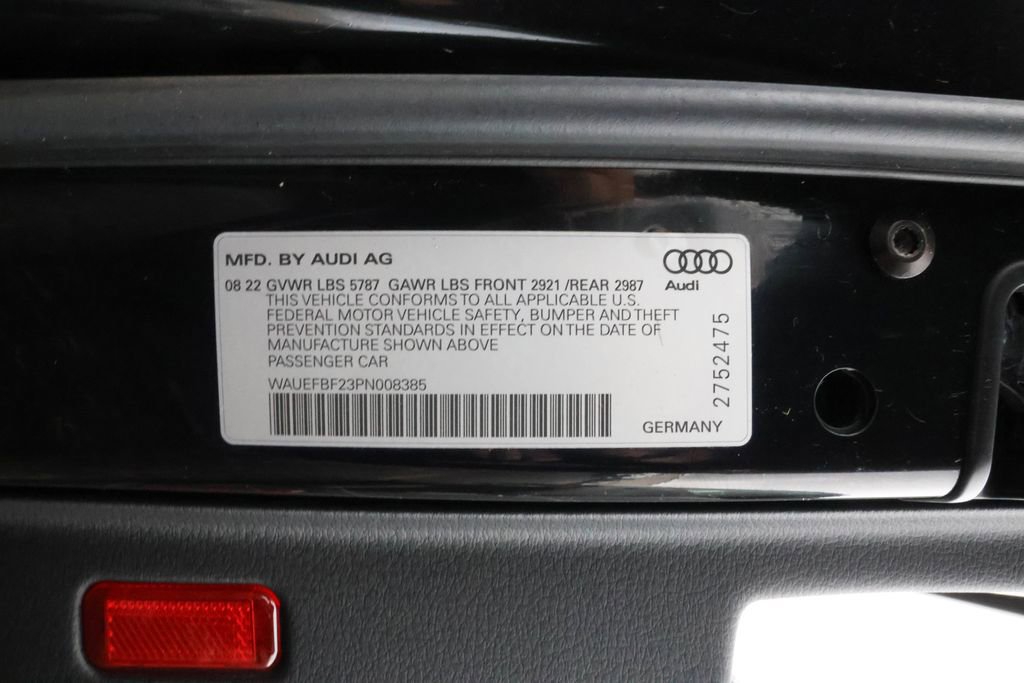 MFD. BY AUDI AG
Audi
08 22 GVWR LBS 5787 GAWR LBS FRONT 2921 /REAR 2987
THIS VEHICLE CONFORMS TO ALL APPLICABLE U.S.
FEDERAL MOTOR VEHICLE SAFETY, BUMPER AND THEFT
PREVENTION STANDARDS IN EFFECT ON THE DATE OF
MANUFACTURE SHOWN ABOVE
PASSENGER CAR
WAUEFBF23PN008385
2752475
GERMANY